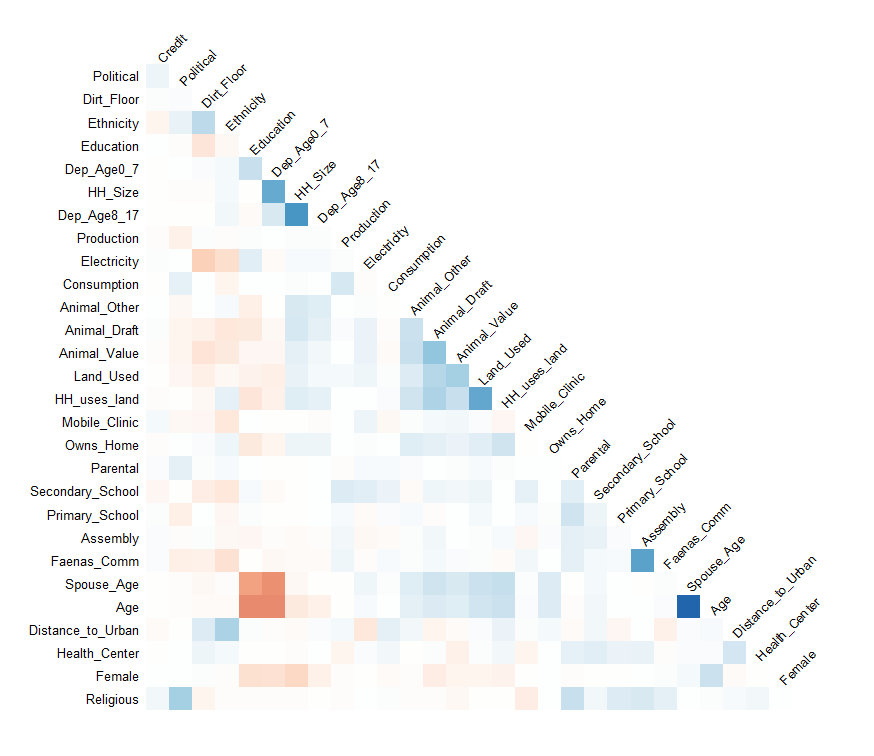 Credit
Political
Political
Dirt_Floor
Dirt_Floor
Ethnicity
Ethnicity
Education
Education
Dep_Age0_7
Dep_Age0_7
HH_Size
HH_Size
Dep_Age8_17
Dep_Age8_17
Production
Production
Electricity
Electricity
Consumption
Consumption
Animal_Other
Animal_Other
Animal_Draft
Animal_Draft
Animal_Value
Animal_Value
Land_Used
Land_Used
HH_uses_land
HH_uses_land
Mobile_Clinic
Mobile_Clinic
Owns_Home
Owns_Home
Parental
Parental
Secondary_School
Secondary_School
Primary_School
Primary_School
Assembly
Assembly
Faenas_Comm
Faenas_Comm
Spouse_Age
Spouse_Age
Age
Age
Distance_to_Urban
Distance_to_Urban
Health_Center
Health_Center
Female
Female
Religious